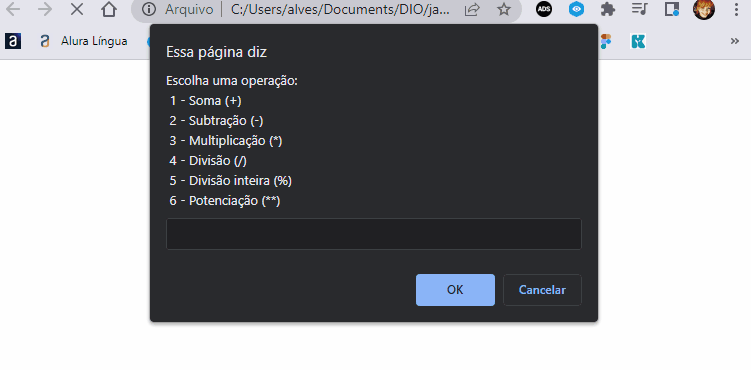 Arquivo | C:/Users/alves/Documents/DIO/ja...
ADS
a Alura Língua
»
Essa página diz
Escolha uma operação:
1 - Soma (+)
2 - Subtração (-)
3 - Multiplicação (*)
4 - Divisão (/)
5 - Divisão inteira (%)
6 - Potenciação (**)
OK Cancelar